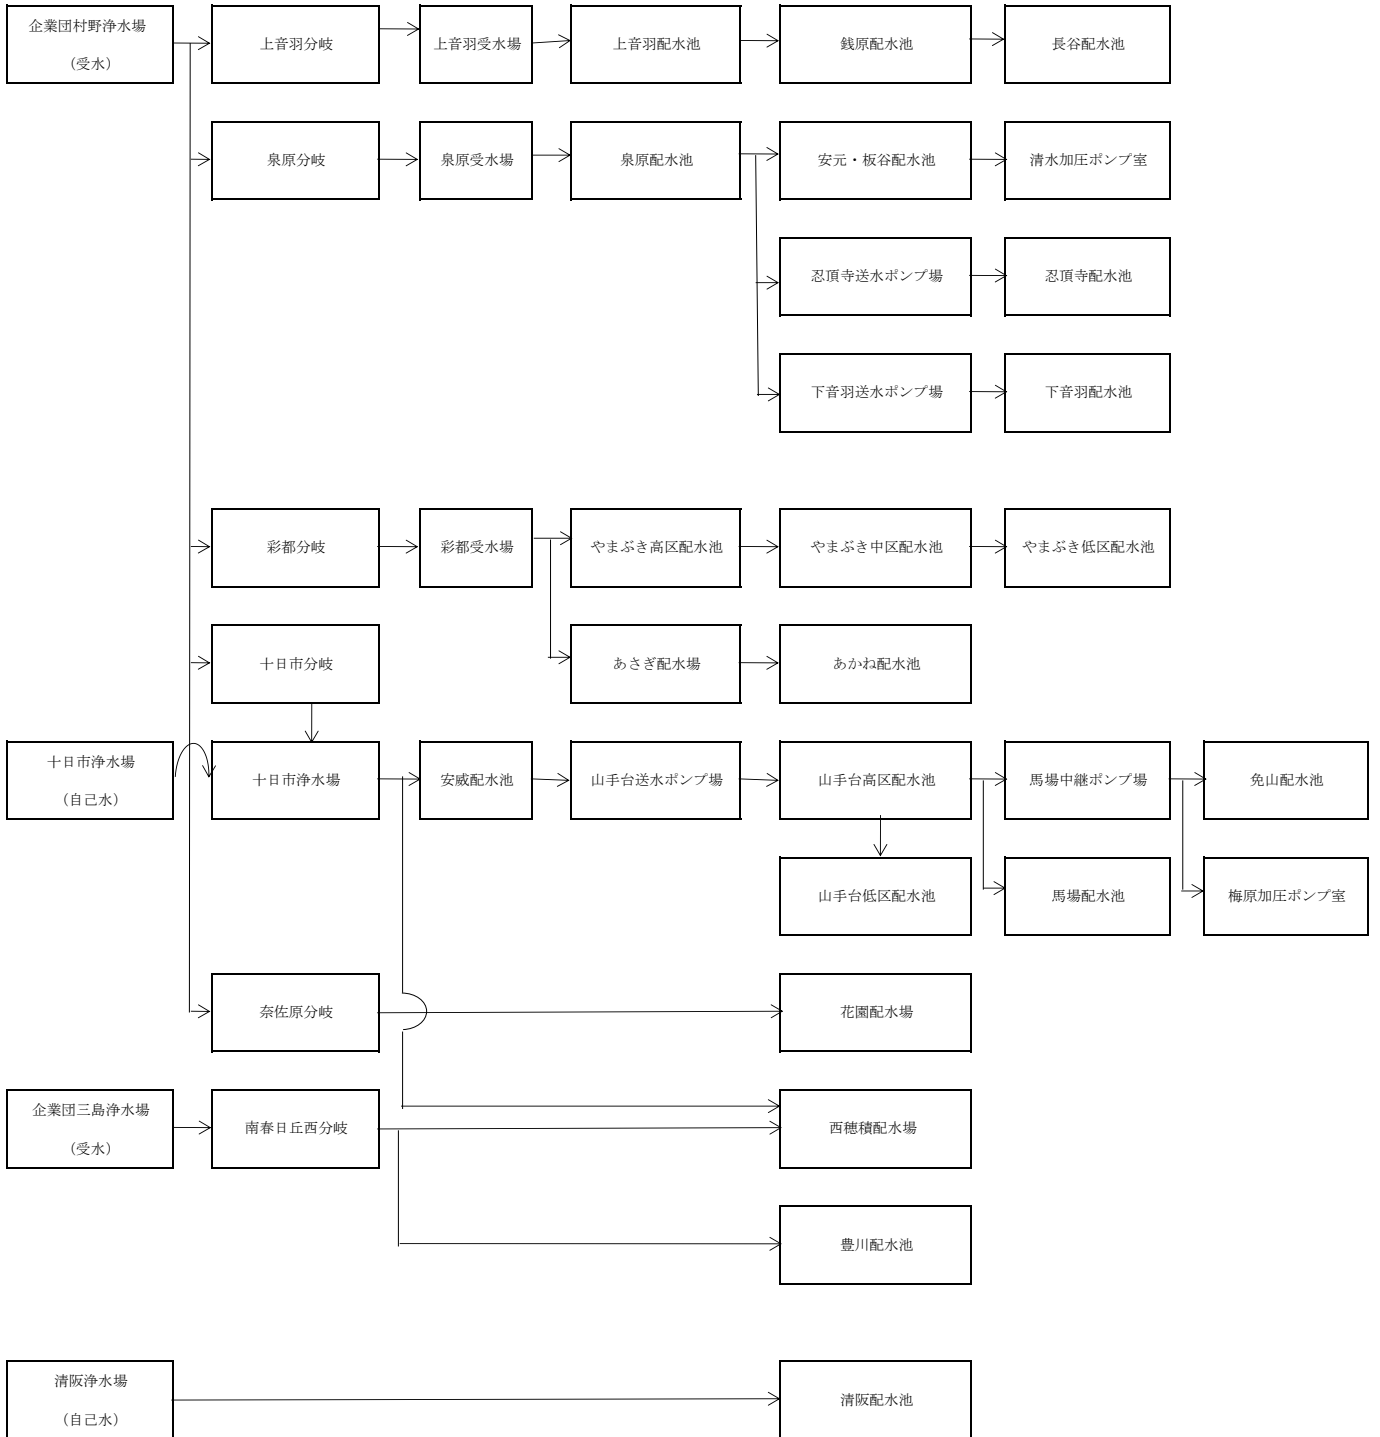 企業団村野浄水場
（受水）
上音羽分岐
上音羽受水場
上音羽配水池
銭原配水池
長谷配水池
泉原分岐
泉原受水場
泉原配水池
安元・板谷配水池
清水加圧ポンプ室
忍頂寺送水ポンプ場
忍頂寺配水池
下音羽送水ポンプ場
下音羽配水池
彩都分岐
彩都受水場
やまぶき高区配水池
やまぶき中区配水池
やまぶき低区配水池
十日市分岐
あさぎ配水場
あかね配水池
十日市浄水場
（自己水）
十日市浄水場
安威配水池
山手台送水ポンプ場
山手台高区配水池
馬場中継ポンプ場
免山配水池
山手台低区配水池
馬場配水池
梅原加圧ポンプ室
奈佐原分岐
花園配水場
企業団三島浄水場
（受水）
南春日丘西分岐
西穂積配水場
豊川配水池
清阪浄水場
（自己水）
清阪配水池